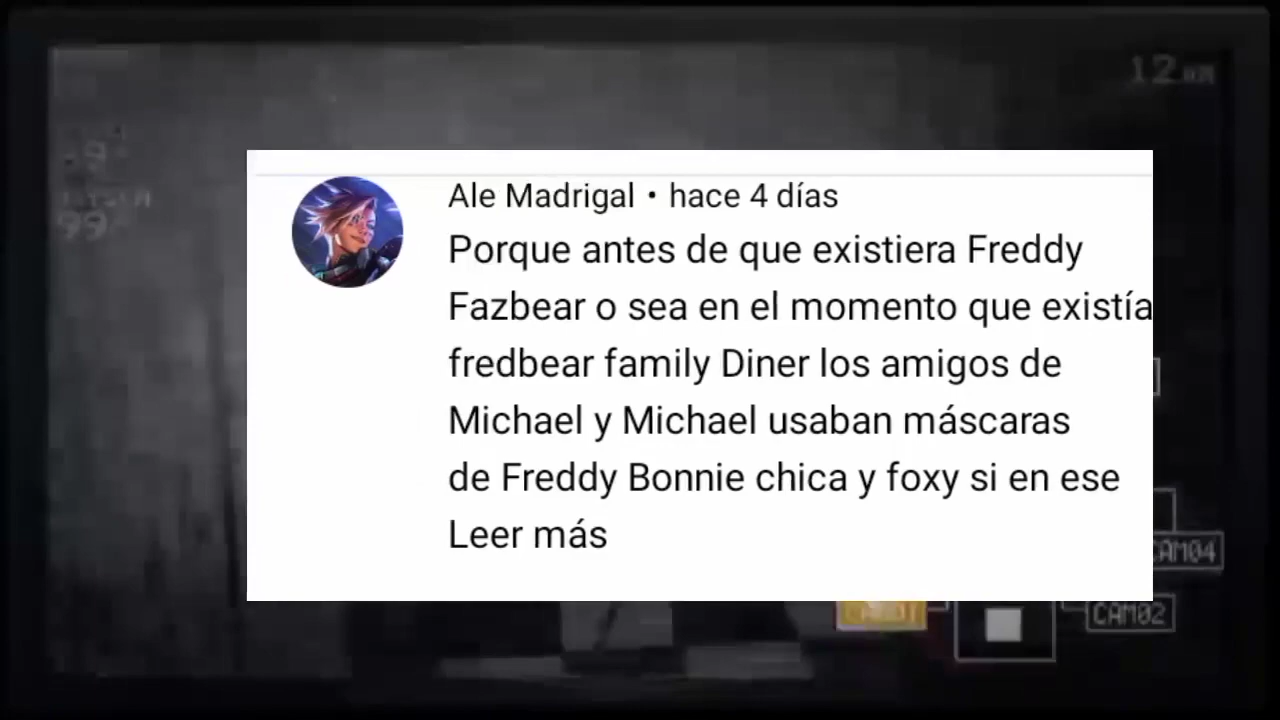 12 AM
Ale Madrigal • hace 4 días
Porque antes de que existiera Freddy
Fazbear o sea en el momento que existía
fredbear family Diner los amigos de
Michael y Michael usaban máscaras
de Freddy Bonnie chica y foxy si en ese
Leer más
CAM04
CAM02